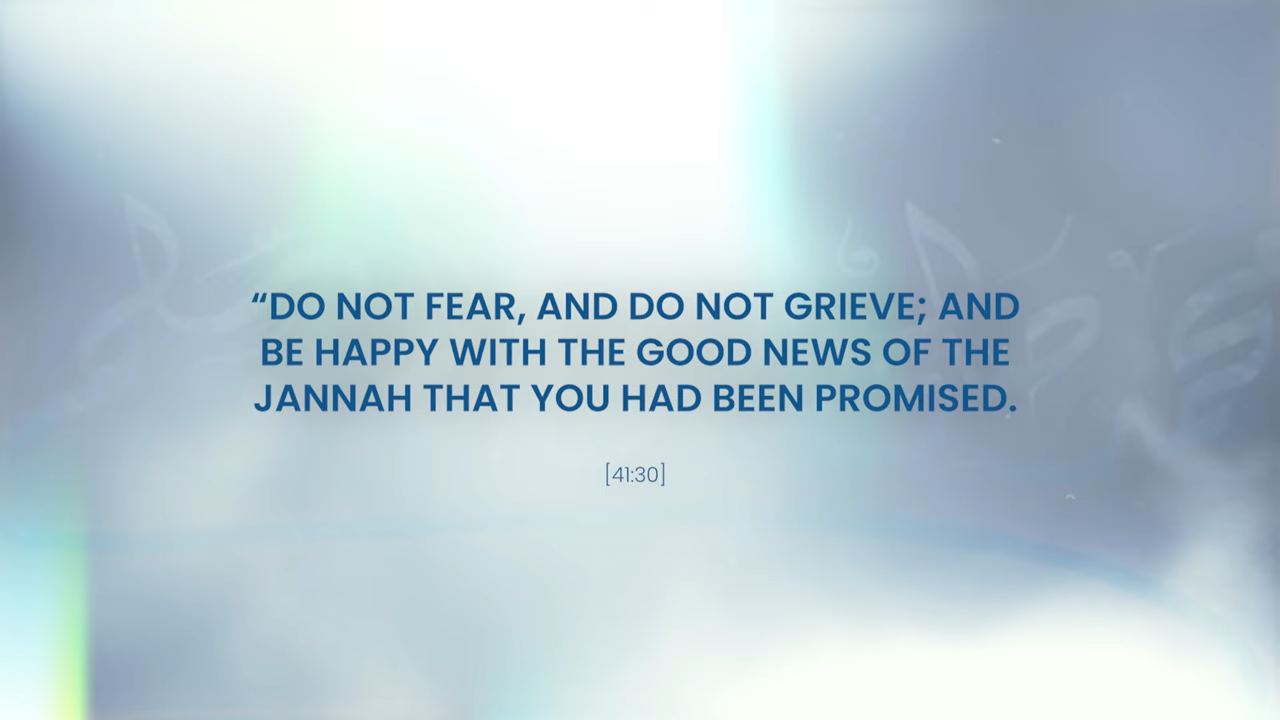 “DO NOT FEAR, AND DO NOT GRIEVE; AND
BE HAPPY WITH THE GOOD NEWS OF THE
JANNAH THAT YOU HAD BEEN PROMISED.
[41:30]